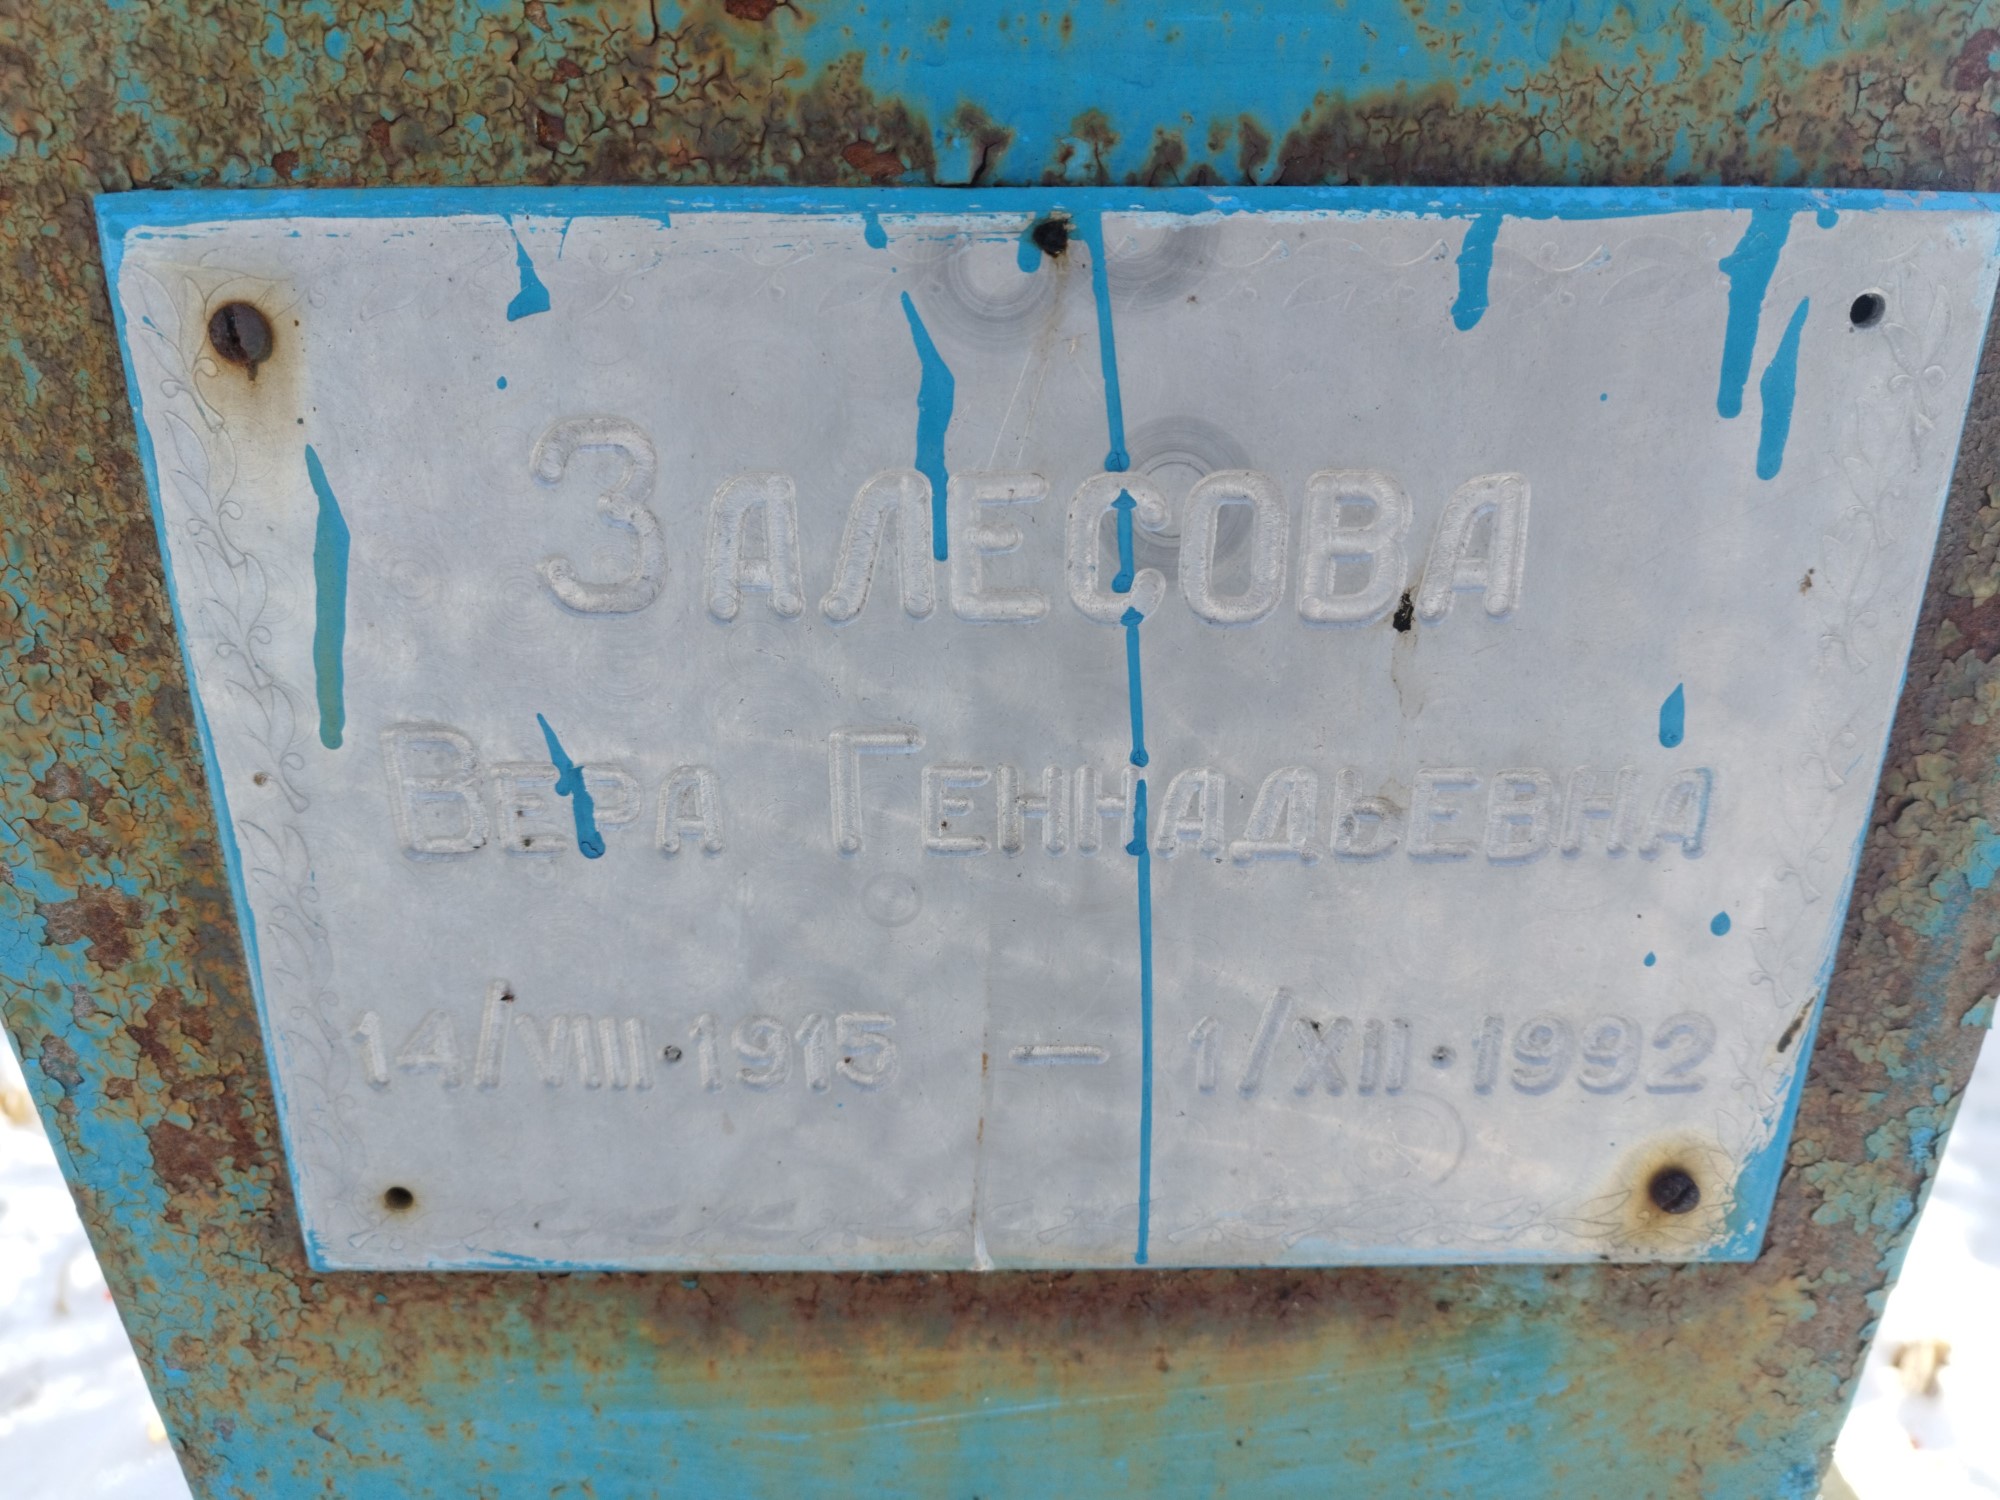 Залесова
Вера Геннадьевна
14/VIII·1915 — 1/XII·1992